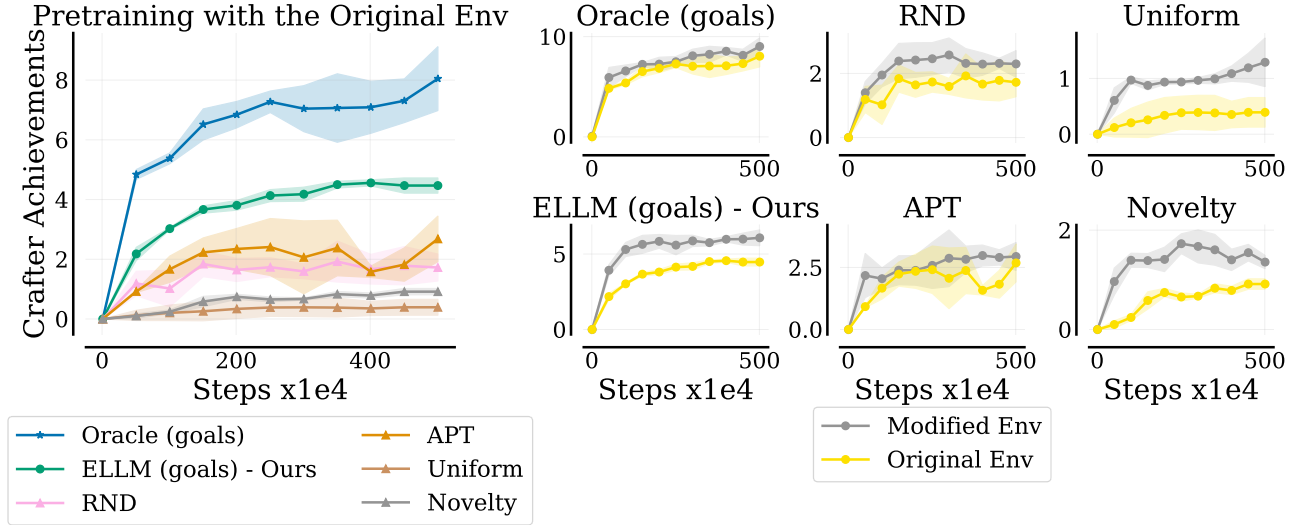 Pretraining with the Original Env
Crafter Achievements
8
6
4
2
0
0 200 400
Steps x1e4
Oracle (goals)
ELLM (goals) - Ours
RND
APT
Uniform
Novelty
Oracle (goals)
10
0
0 500
RND
2
0
0 500
Uniform
1
0
0 500
ELLM (goals) - Ours
5
0
0 500
Steps x1e4
APT
2.5
0.0
0 500
Steps x1e4
Novelty
2
0
0 500
Steps x1e4
Modified Env
Original Env